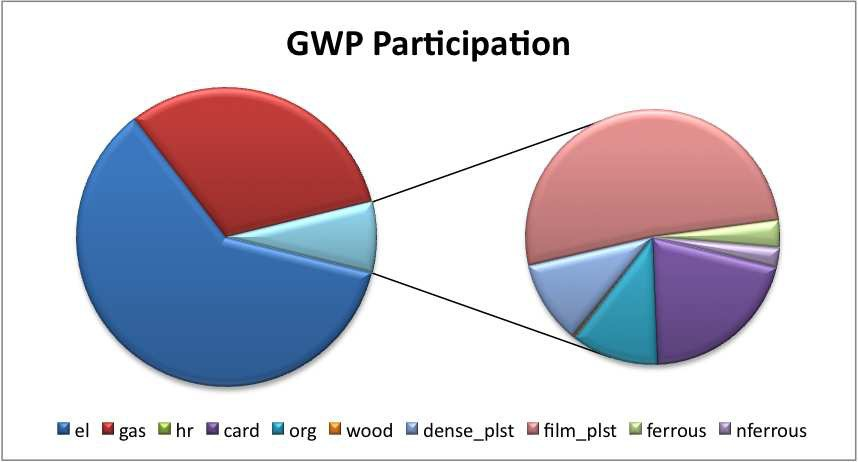 GWP Participation
el gas hr card org wood dense_plst film_plst ferrous nferrous